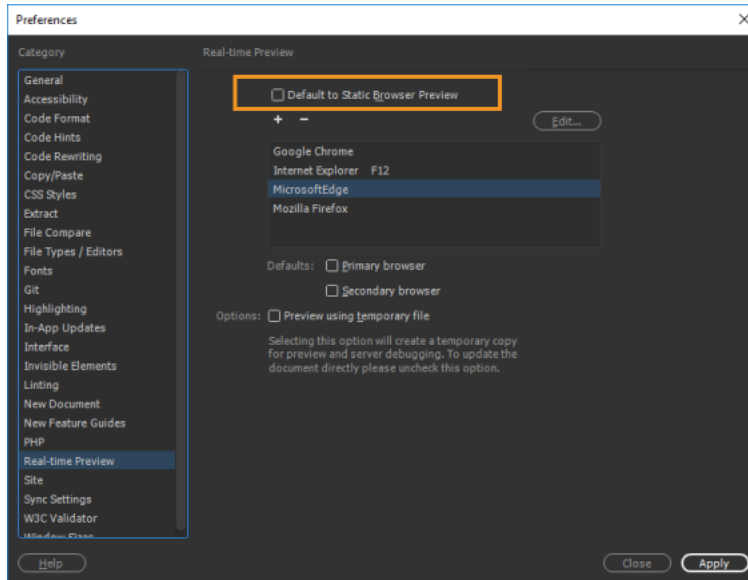 Preferences
Category
General
Accessibility
Code Format
Code Hints
Code Rewriting
Copy/Paste
CSS Styles
Extract
File Compare
File Types / Editors
Fonts
Git
Highlighting
In-App Updates
Interface
Invisible Elements
Linting
New Document
New Feature Guides
PHP
Real-time Preview
Site
Sync Settings
W3C Validator
Window Sizes
Real-time Preview
Default to Static Browser Preview
+ −
Edit...
Google Chrome
Internet Explorer F12
MicrosoftEdge
Mozilla Firefox
Defaults: Primary browser
Secondary browser
Options: Preview using temporary file
Selecting this option will create a temporary copy
for preview and server debugging. To update the
document directly please uncheck this option.
Help
Close
Apply